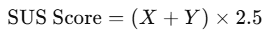 SUS Score = (X + Y) × 2.5